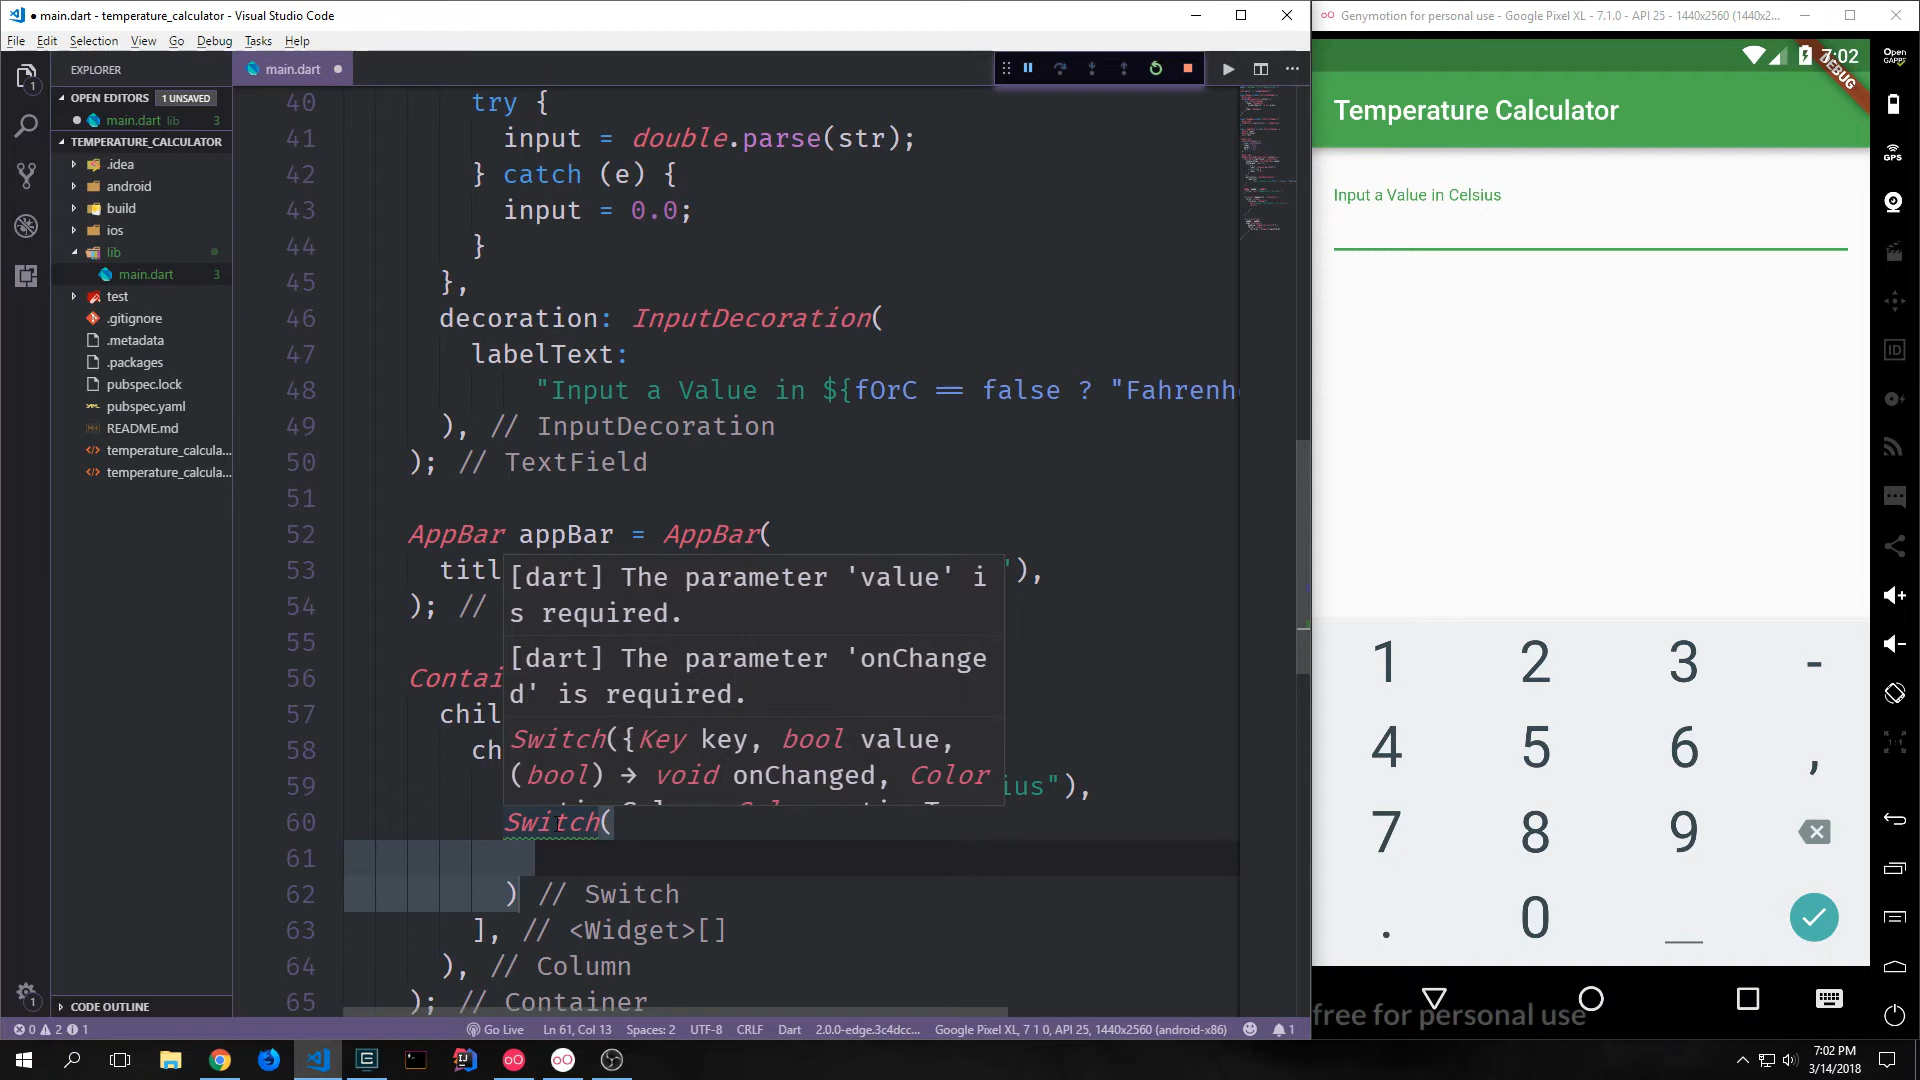 main.dart - temperature_calculator - Visual Studio Code
File Edit Selection View Go Debug Tasks Help
EXPLORER
OPEN EDITORS 1 UNSAVED
main.dart lib 3
TEMPERATURE_CALCULATOR
.idea
android
build
ios
lib
main.dart 3
test
.gitignore
.metadata
.packages
pubspec.lock
pubspec.yaml
README.md
temperature_calcula...
temperature_calcula...
CODE OUTLINE
main.dart
40 try {
41 input = double.parse(str);
42 } catch (e) {
43 input = 0.0;
44 }
45 },
46 decoration: InputDecoration(
47 labelText:
48 "Input a Value in ${fOrC == false ? "Fahrenh
49 ), // InputDecoration
50 ); // TextField
51
52 AppBar appBar = AppBar(
53 titl "),
54 ); //
55
56 Contai
57 chil
58 ch
59 ius"),
60 Switch(
61
62 ) // Switch
63 ], // <Widget>[]
64 ), // Column
65 ); // Container
[dart] The parameter 'value' i
s required.
[dart] The parameter 'onChange
d' is required.
Switch({Key key, bool value,
(bool) → void onChanged, Color
0 2 1 Go Live Ln 61, Col 13 Spaces: 2 UTF-8 CRLF Dart 2.0.0-edge.3c4dcc... Google Pixel XL, 7 1 0, API 25, 1440x2560 (android-x86) 1
Genymotion for personal use - Google Pixel XL - 7.1.0 - API 25 - 1440x2560 (1440x2...
7:02
DEBUG
Temperature Calculator
Input a Value in Celsius
1 2 3 -
4 5 6 ,
7 8 9
. 0 _
free for personal use
Open
GAPPS
GPS
ID
1:1
7:02 PM
3/14/2018